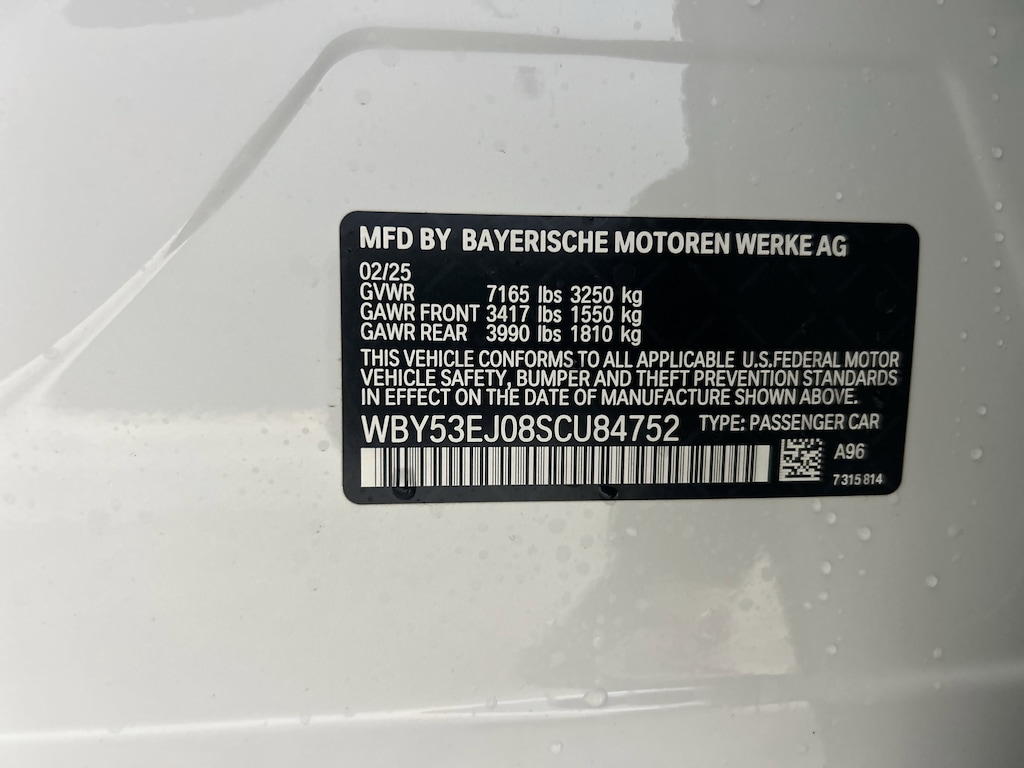 MFD BY BAYERISCHE MOTOREN WERKE AG
02/25
GVWR 7165 lbs 3250 kg
GAWR FRONT 3417 lbs 1550 kg
GAWR REAR 3990 lbs 1810 kg
THIS VEHICLE CONFORMS TO ALL APPLICABLE U.S.FEDERAL MOTOR
VEHICLE SAFETY, BUMPER AND THEFT PREVENTION STANDARDS
IN EFFECT ON THE DATE OF MANUFACTURE SHOWN ABOVE.
WBY53EJ08SCU84752 TYPE: PASSENGER CAR
A96
7315814